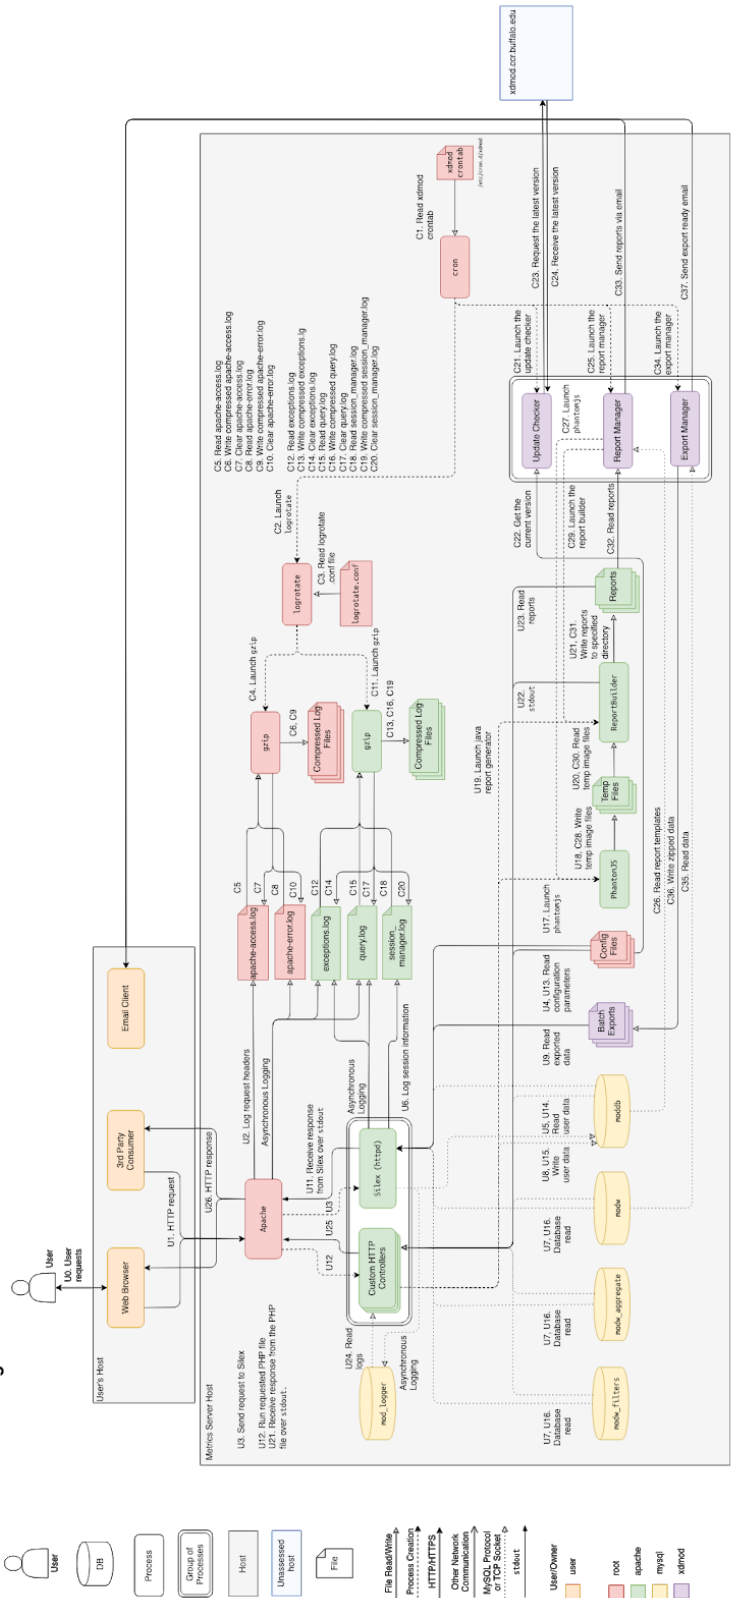 User
U0. User
requests
User's Host
Web Browser
3rd Party
Consumer
Email Client
U1. HTTP request
U26. HTTP response
Metrics Server Host
U3. Send request to Silex
U12. Run requested PHP file
U21. Receive response from the PHP
file over stdout.
Apache
U2. Log request headers
Asynchronous Logging
U11. Receive response
from Silex over stdout
U3
U25
U12
Asynchronous
Logging
U6. Log session information
Custom HTTP
Controllers
Silex (httpd)
U24. Read
logs
mod_logger
Asynchronous
Logging
apache-access.log
apache-error.log
exceptions.log
query.log
session_
manager.log
C5
C7
C8
C10
C12
C14
C15
C17
C18
C20
gzip
C6, C9
Compressed Log
Files
gzip
C13, C16, C19
Compressed Log
Files
C4. Launch gzip
C11. Launch gzip
logrotate
C3. Read logrotate
.conf file
logrotate.conf
C2. Launch
logrotate
C5. Read apache-access.log
C6. Write compressed apache-access.log
C7. Clear apache-access.log
C8. Read apache-error.log
C9. Write compressed apache-error.log
C10. Clear apache-error.log
C12. Read exceptions.log
C13. Write compressed exceptions.lg
C14. Clear exceptions.log
C15. Read query.log
C16. Write compressed query.log
C17. Clear query.log
C18. Read session_manager.log
C19. Write compressed session_manager.log
C20. Clear session_manager.log
cron
C1. Read xdmod
crontab
xdmod
crontab
/etc/cron.d/xdmod
xdmod.ccr.buffalo.edu
C23. Request the latest version
C24. Receive the latest version
C33. Send reports via email
C37. Send export ready email
C21. Launch the
update checker
C25. Launch the
report manager
C34. Launch the
export manager
Update Checker
Report Manager
Export Manager
C27. Launch
phantomjs
C22. Get the
current version
C29. Launch the
report builder
C32. Read reports
U23. Read
reports
Reports
U21, C31.
Write reports
to specified
directory
U22.
stdout
ReportBuilder
U19. Launch java
report generator
U20, C30. Read
temp image files
Temp
Files
U18, C28. Write
temp image files
PhantomJS
U17. Launch
phantomjs
C26. Read report templates
C36. Write zipped data
C35. Read data
Config
Files
U4, U13. Read
configuration
parameters
Batch
Exports
U9. Read
exported
data
U5, U14.
Read
user data
moddb
U8, U15.
Write
user data
modw
U7, U16.
Database
read
modw_aggregate
U7, U16.
Database
read
modw_filters
U7, U16.
Database
read
User
DB
Process
Group of
Processes
Host
Unassessed
host
File
File Read/Write
Process Creation
HTTP/HTTPS
Other Network
Communication
MySQL Protocol
or TCP Socket
stdout
User/Owner
user
root
apache
mysql
xdmod